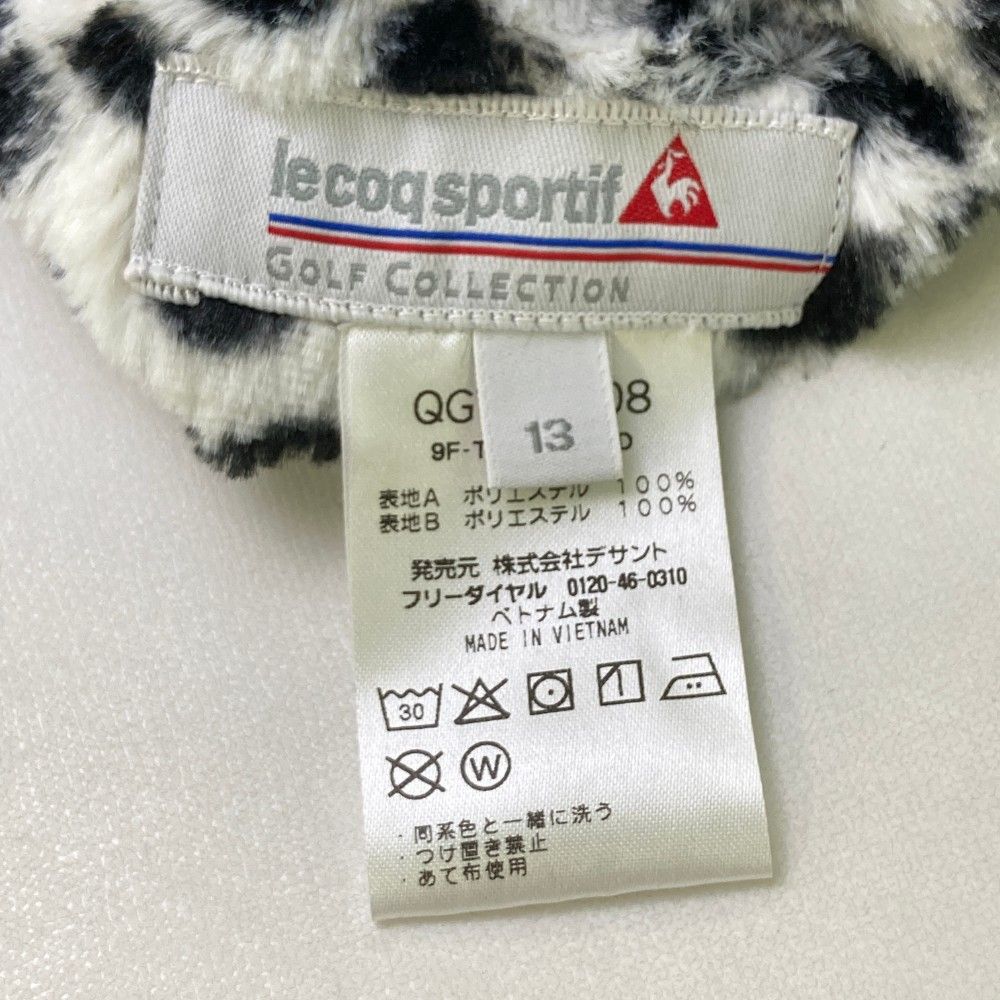 le coq sportif
GOLF COLLECTION
13
表地A ポリエステル 100%
表地B ポリエステル 100%
発売元 株式会社デサント
フリーダイヤル 0120-46-0310
ベトナム製
MADE IN VIETNAM
30
W
・同系色と一緒に洗う
・つけ置き禁止
・あて布使用